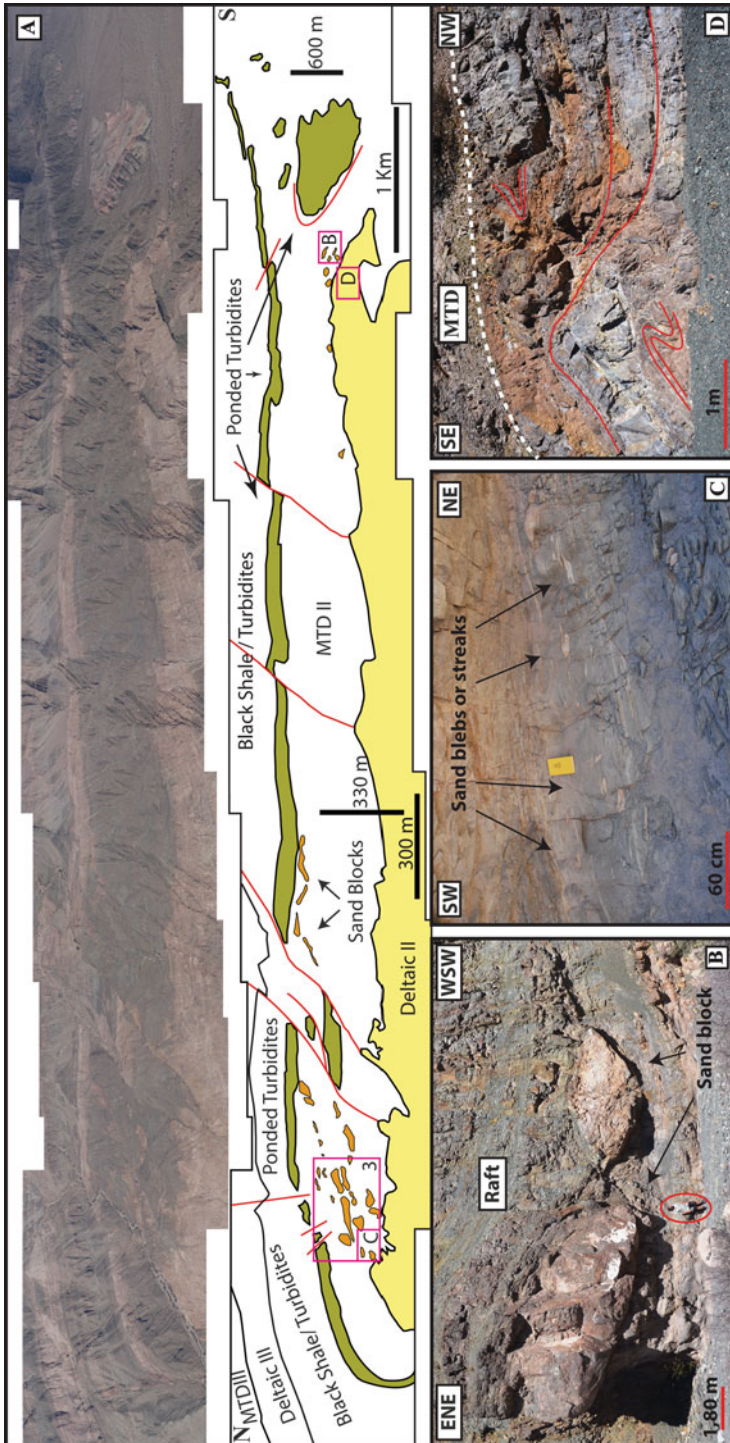 A
N
S
MTDIII
Deltaic III
Black Shale/Turbidites
Ponded Turbidites
Black Shale / Turbidites
Ponded Turbidites
600 m
MTD II
330 m
Sand Blocks
300 m
Deltaic II
1 Km
3
C
B
D
ENE
WSW
Raft
Sand block
1,80 m
B
SW
NE
Sand blebs or streaks
60 cm
C
SE
MTD
NW
1m
D